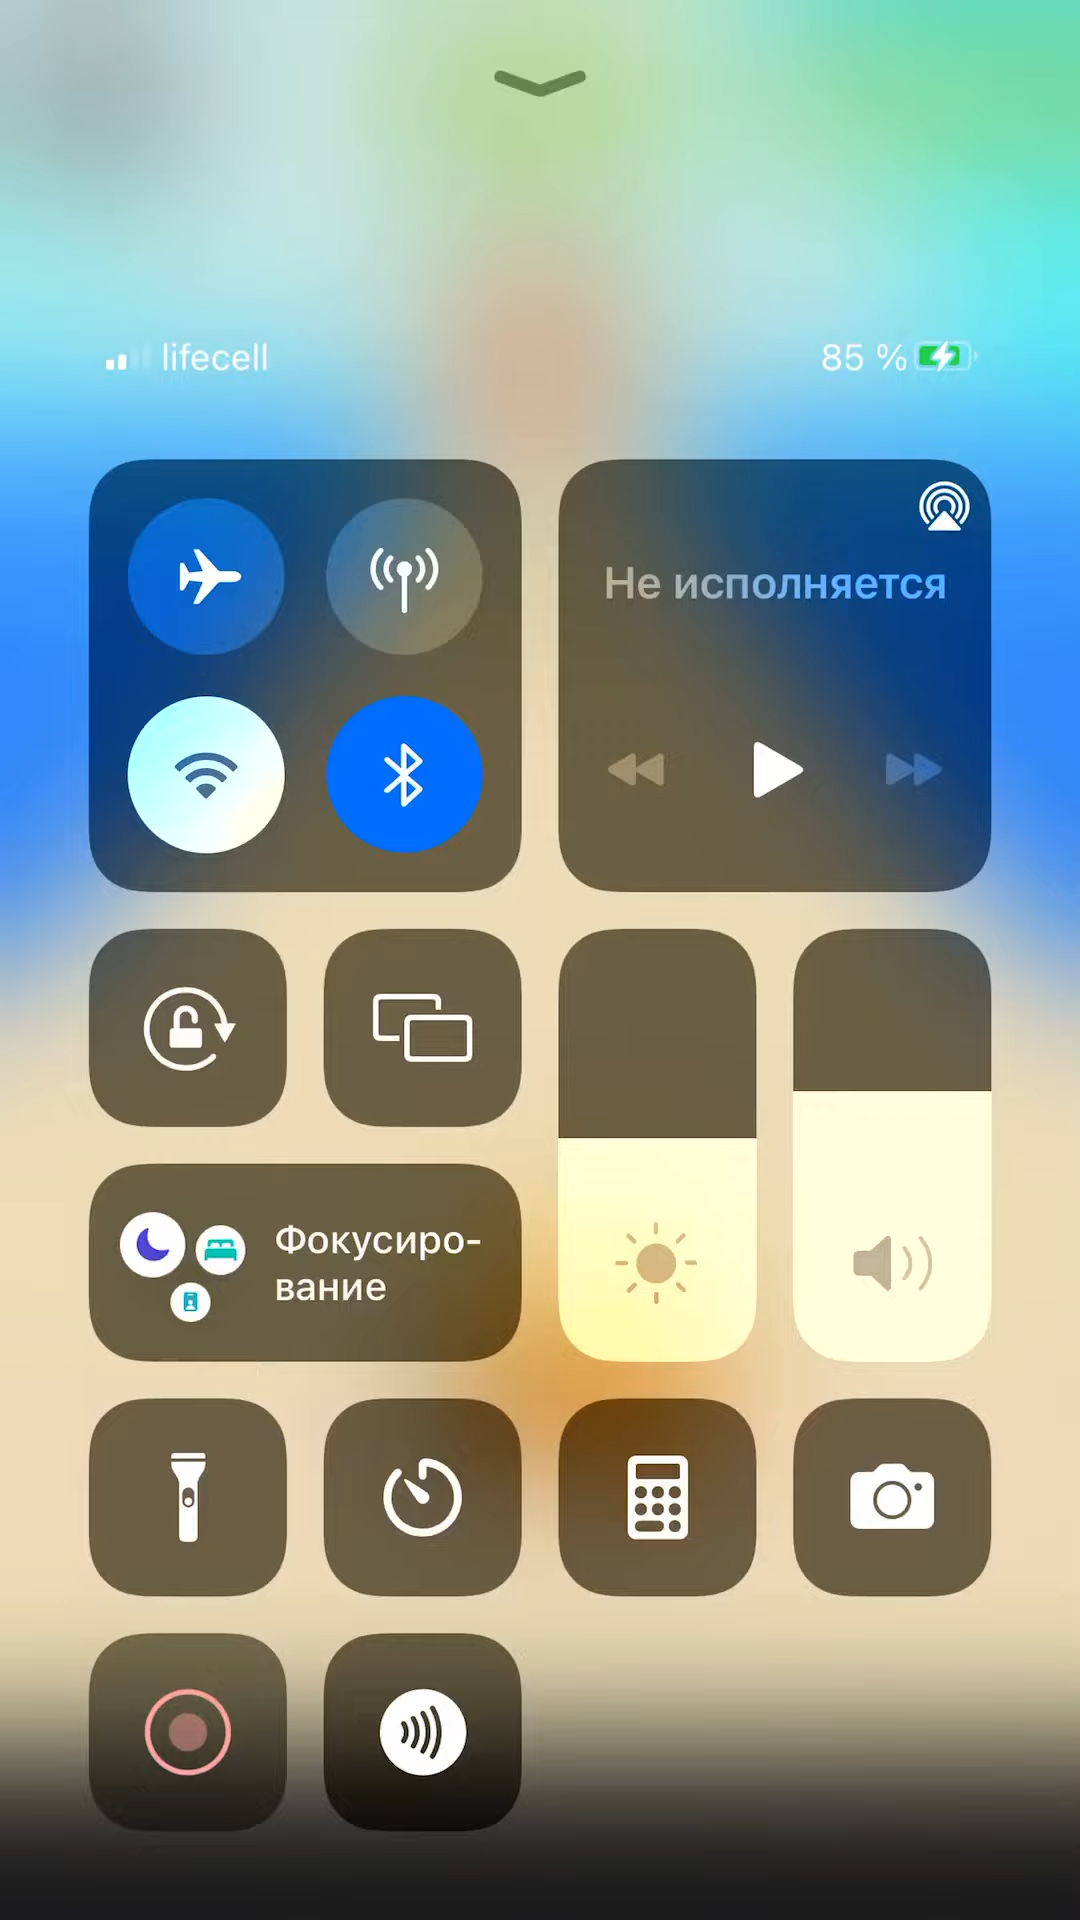 lifecell
85 %
Не исполняется
Фокусиро-
вание